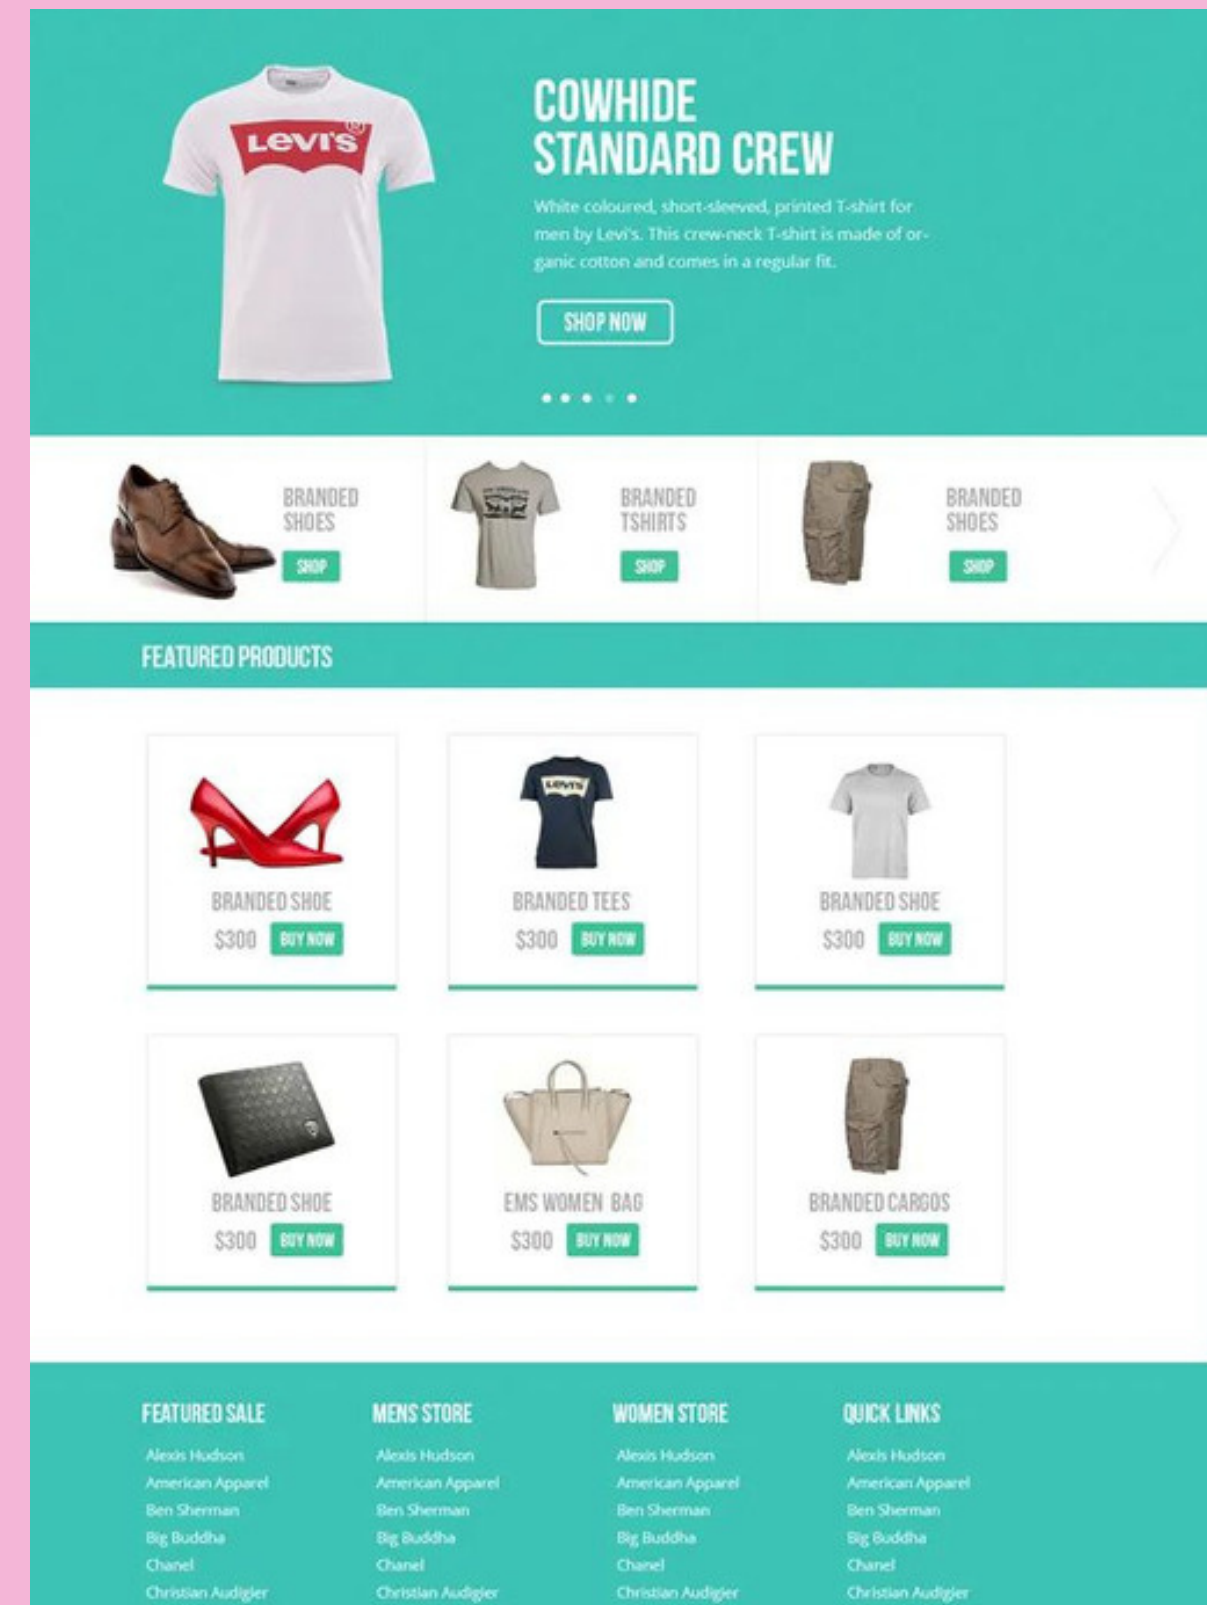 LEVI'S
®
COWHIDE
STANDARD CREW
White coloured, short-sleeved, printed T-shirt for
men by Levi's. This crew-neck T-shirt is made of or-
ganic cotton and comes in a regular fit.
SHOP NOW
BRANDED
SHOES
SHOP
BRANDED
TSHIRTS
SHOP
BRANDED
SHOES
SHOP
FEATURED PRODUCTS
BRANDED SHOE
$300 BUY NOW
LEVI'S
BRANDED TEES
$300 BUY NOW
BRANDED SHOE
$300 BUY NOW
BRANDED SHOE
$300 BUY NOW
EMS WOMEN BAG
$300 BUY NOW
BRANDED CARGOS
$300 BUY NOW
FEATURED SALE
Alexis Hudson
American Apparel
Ben Sherman
Big Buddha
Chanel
Christian Audigier
MENS STORE
Alexis Hudson
American Apparel
Ben Sherman
Big Buddha
Chanel
Christian Audigier
WOMEN STORE
Alexis Hudson
American Apparel
Ben Sherman
Big Buddha
Chanel
Christian Audigier
QUICK LINKS
Alexis Hudson
American Apparel
Ben Sherman
Big Buddha
Chanel
Christian Audigier